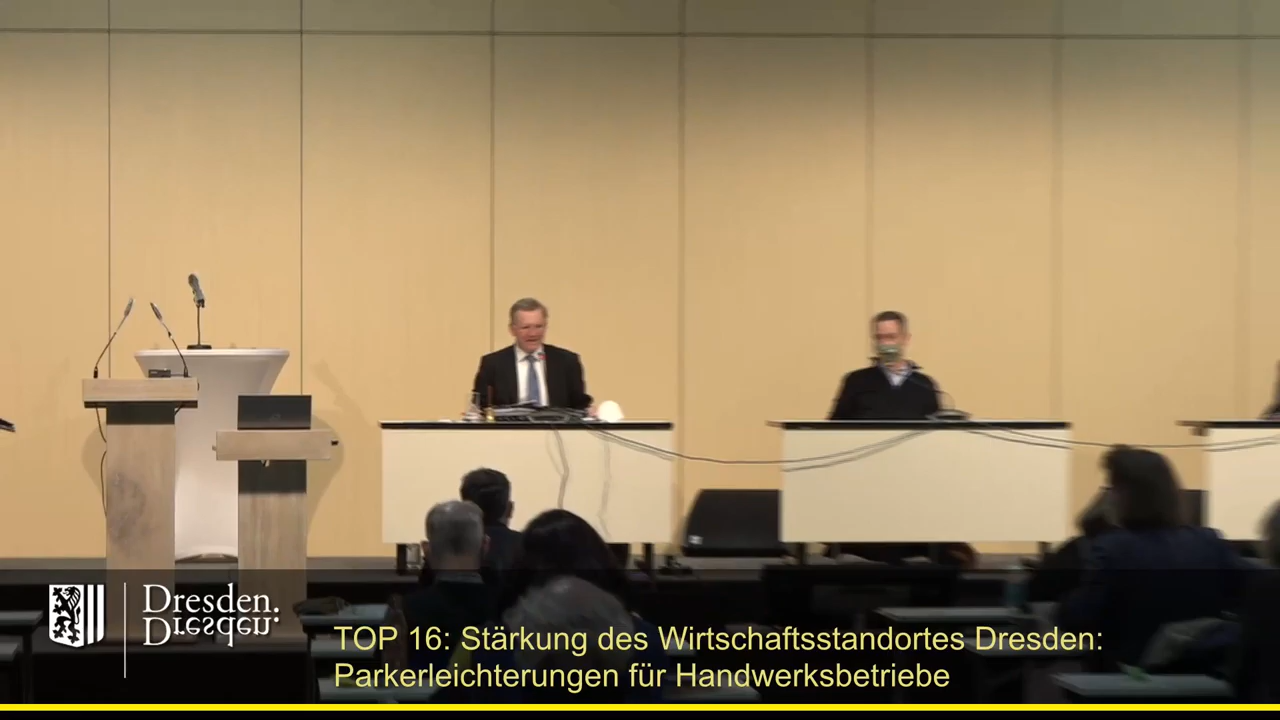 Dresden.
Dresden.
TOP 16: Stärkung des Wirtschaftsstandortes Dresden:
Parkerleichterungen für Handwerksbetriebe